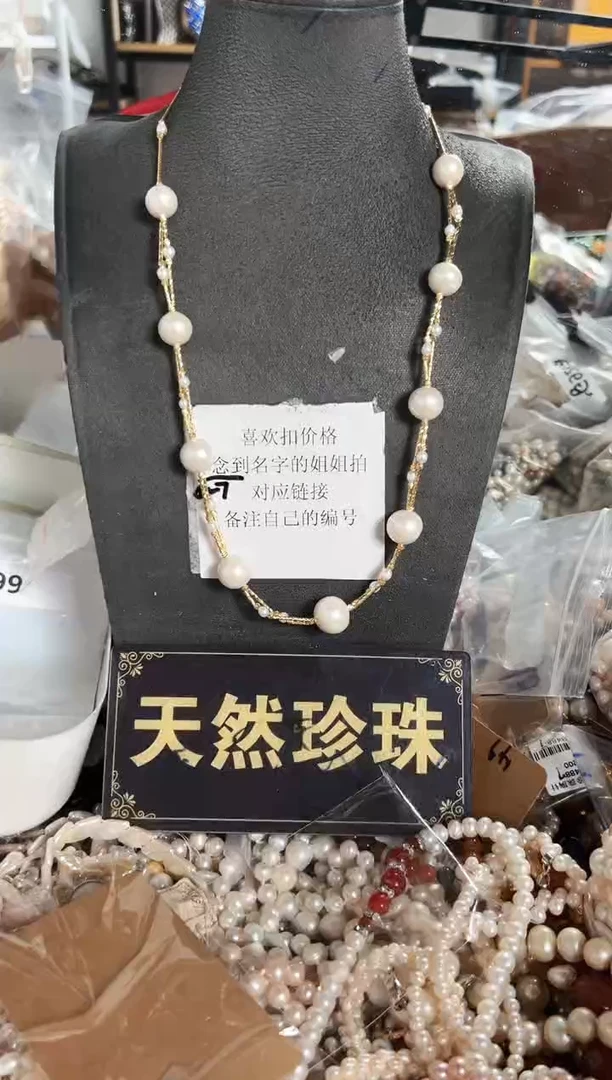 喜欢扣价格
念到名字的姐姐拍
对应链接
备注自己的编号
99
天然珍珠